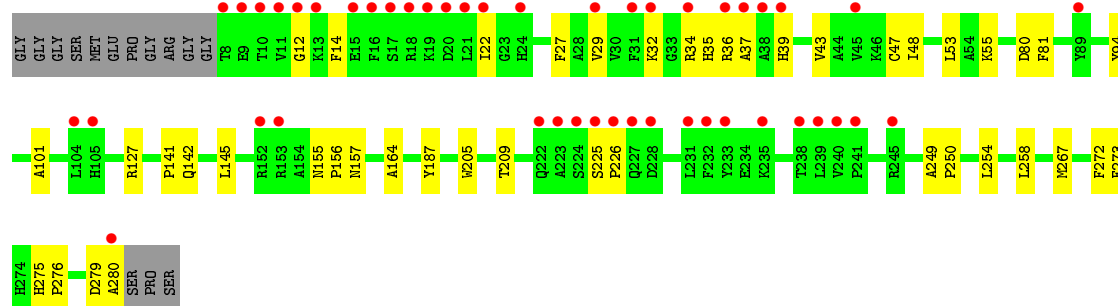 GLY GLY GLY SER MET GLU PRO GLY ARG GLY GLY T8 E9 T10 V11 G12 K13 F14 E15 F16 S17 R18 K19 D20 L21 I22 G23 H24 F27 A28 V29 V30 F31 K32 G33 R34 H35 R36 A37 A38 H39 V43 A44 V45 K46 C47 I48 L53 A54 K55 D80 F81 Y89 Y94
A101 L104 H105 R127 P141 Q142 L145 R152 R153 A154 N155 P156 N157 A164 Y187 W205 T209 Q222 A223 S224 S225 P226 Q227 D228 L231 F232 Y233 E234 K235 T238 L239 V240 P241 R245 A249 P250 L254 L258 M267 F272
H274 H275 P276 D279 A280 SER PRO SER